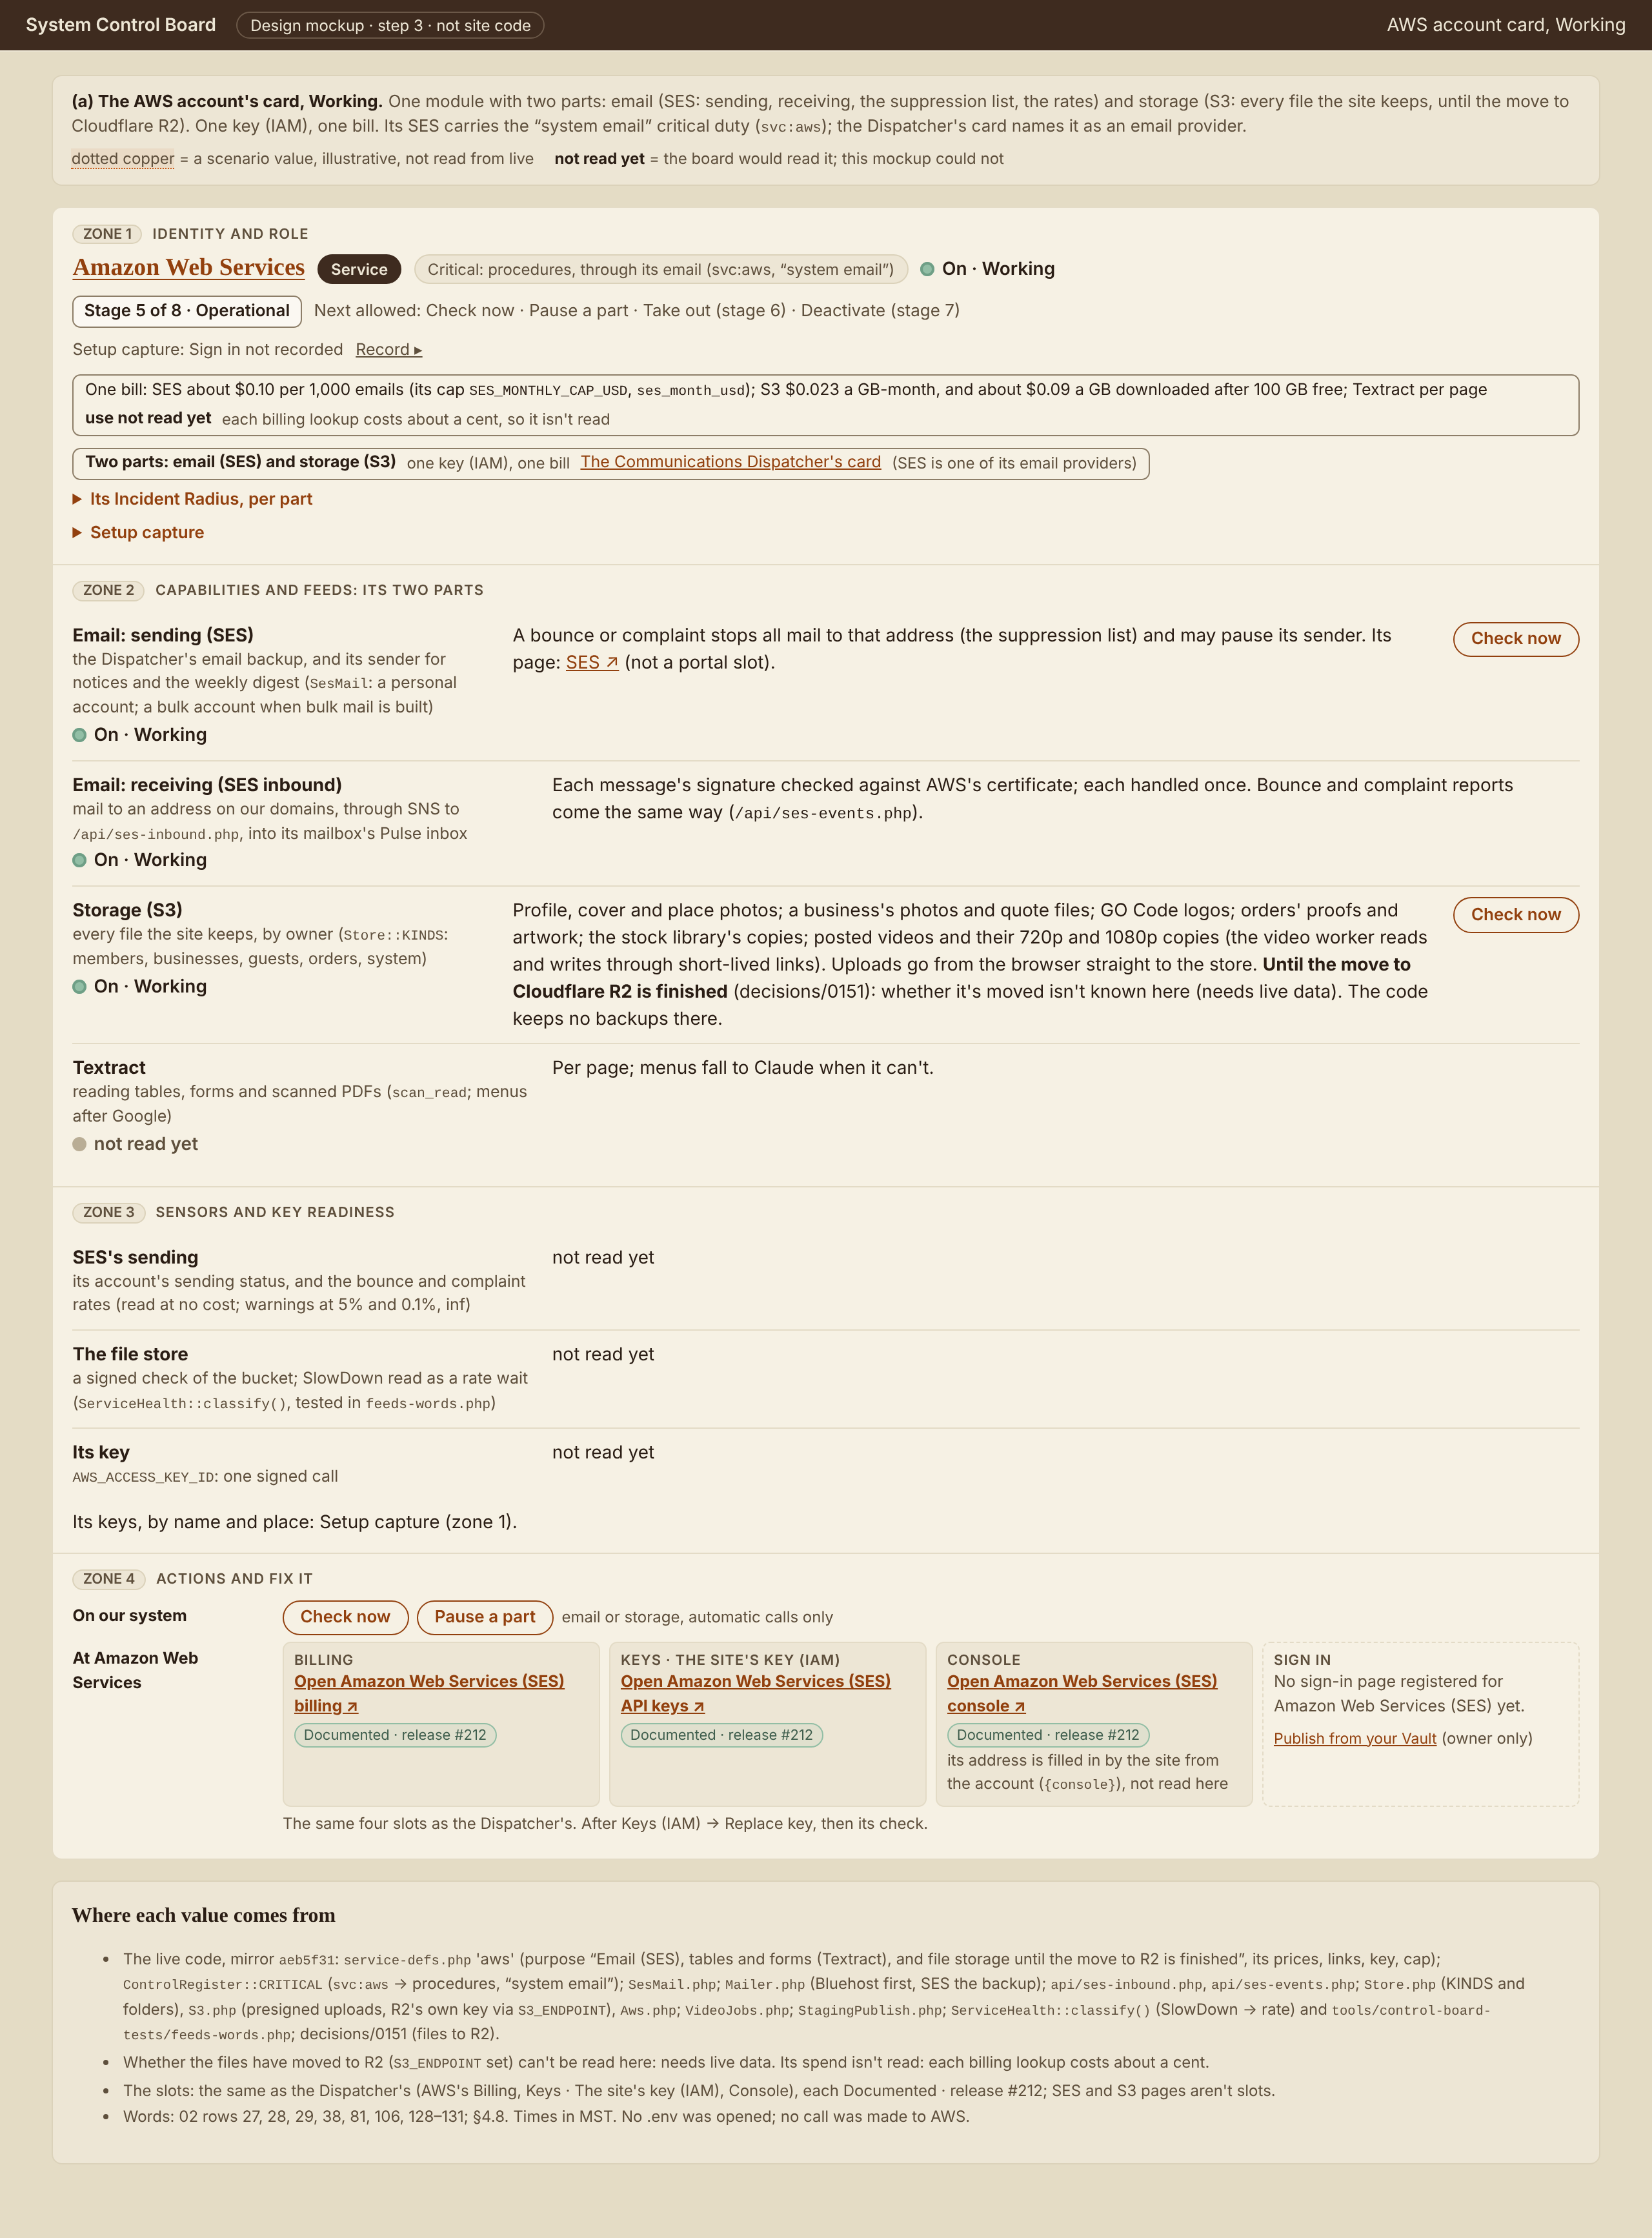 System Control Board
Design mockup · step 3 · not site code
AWS account card, Working
(a) The AWS account's card, Working. One module with two parts: email (SES: sending, receiving, the suppression list, the rates) and storage (S3: every file the site keeps, until the move to
Cloudflare R2). One key (IAM), one bill. Its SES carries the “system email” critical duty (svc:aws); the Dispatcher's card names it as an email provider.
dotted copper = a scenario value, illustrative, not read from live not read yet = the board would read it; this mockup could not
ZONE 1 IDENTITY AND ROLE
Amazon Web Services Service Critical: procedures, through its email (svc:aws, “system email”) On · Working
Stage 5 of 8 · Operational Next allowed: Check now · Pause a part · Take out (stage 6) · Deactivate (stage 7)
Setup capture: Sign in not recorded Record ▸
One bill: SES about $0.10 per 1,000 emails (its cap SES_MONTHLY_CAP_USD, ses_month_usd); S3 $0.023 a GB-month, and about $0.09 a GB downloaded after 100 GB free; Textract per page
use not read yet each billing lookup costs about a cent, so it isn't read
Two parts: email (SES) and storage (S3) one key (IAM), one bill The Communications Dispatcher's card (SES is one of its email providers)
▶ Its Incident Radius, per part
▶ Setup capture
ZONE 2 CAPABILITIES AND FEEDS: ITS TWO PARTS
Email: sending (SES)
the Dispatcher's email backup, and its sender for
notices and the weekly digest (SesMail: a personal
account; a bulk account when bulk mail is built)
On · Working
A bounce or complaint stops all mail to that address (the suppression list) and may pause its sender. Its
page: SES ↗ (not a portal slot).
Check now
Email: receiving (SES inbound)
mail to an address on our domains, through SNS to
/api/ses-inbound.php, into its mailbox's Pulse inbox
On · Working
Each message's signature checked against AWS's certificate; each handled once. Bounce and complaint reports
come the same way (/api/ses-events.php).
Storage (S3)
every file the site keeps, by owner (Store::KINDS:
members, businesses, guests, orders, system)
On · Working
Profile, cover and place photos; a business's photos and quote files; GO Code logos; orders' proofs and
artwork; the stock library's copies; posted videos and their 720p and 1080p copies (the video worker reads
and writes through short-lived links). Uploads go from the browser straight to the store. Until the move to
Cloudflare R2 is finished (decisions/0151): whether it's moved isn't known here (needs live data). The code
keeps no backups there.
Check now
Textract
reading tables, forms and scanned PDFs (scan_read; menus
after Google)
not read yet
Per page; menus fall to Claude when it can't.
ZONE 3 SENSORS AND KEY READINESS
SES's sending
its account's sending status, and the bounce and complaint
rates (read at no cost; warnings at 5% and 0.1%, inf)
not read yet
The file store
a signed check of the bucket; SlowDown read as a rate wait
(ServiceHealth::classify(), tested in feeds-words.php)
not read yet
Its key
AWS_ACCESS_KEY_ID: one signed call
not read yet
Its keys, by name and place: Setup capture (zone 1).
ZONE 4 ACTIONS AND FIX IT
On our system
Check now Pause a part email or storage, automatic calls only
At Amazon Web
Services
BILLING
Open Amazon Web Services (SES)
billing ↗
Documented · release #212
KEYS · THE SITE'S KEY (IAM)
Open Amazon Web Services (SES)
API keys ↗
Documented · release #212
CONSOLE
Open Amazon Web Services (SES)
console ↗
Documented · release #212
its address is filled in by the site from
the account ({console}), not read here
SIGN IN
No sign-in page registered for
Amazon Web Services (SES) yet.
Publish from your Vault (owner only)
The same four slots as the Dispatcher's. After Keys (IAM) → Replace key, then its check.
Where each value comes from
• The live code, mirror aeb5f31: service-defs.php 'aws' (purpose “Email (SES), tables and forms (Textract), and file storage until the move to R2 is finished”, its prices, links, key, cap);
ControlRegister::CRITICAL (svc:aws → procedures, “system email”); SesMail.php; Mailer.php (Bluehost first, SES the backup); api/ses-inbound.php, api/ses-events.php; Store.php (KINDS and
folders), S3.php (presigned uploads, R2's own key via S3_ENDPOINT), Aws.php; VideoJobs.php; StagingPublish.php; ServiceHealth::classify() (SlowDown → rate) and tools/control-board-
tests/feeds-words.php; decisions/0151 (files to R2).
• Whether the files have moved to R2 (S3_ENDPOINT set) can't be read here: needs live data. Its spend isn't read: each billing lookup costs about a cent.
• The slots: the same as the Dispatcher's (AWS's Billing, Keys · The site's key (IAM), Console), each Documented · release #212; SES and S3 pages aren't slots.
• Words: 02 rows 27, 28, 29, 38, 81, 106, 128–131; §4.8. Times in MST. No .env was opened; no call was made to AWS.